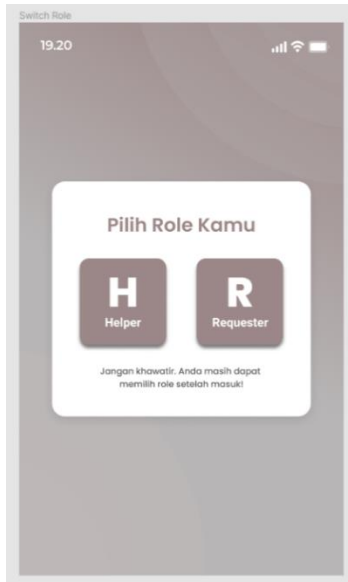 Switch Role
19.20
Pilih Role Kamu
H
Helper
R
Requester
Jangan khawatir. Anda masih dapat
memilih role setelah masuk!